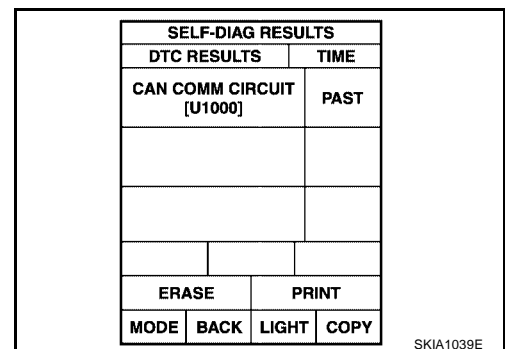 SELF-DIAG RESULTS
DTC RESULTS TIME
CAN COMM CIRCUIT
[U1000] PAST
ERASE PRINT
MODE BACK LIGHT COPY
SKIA1039E